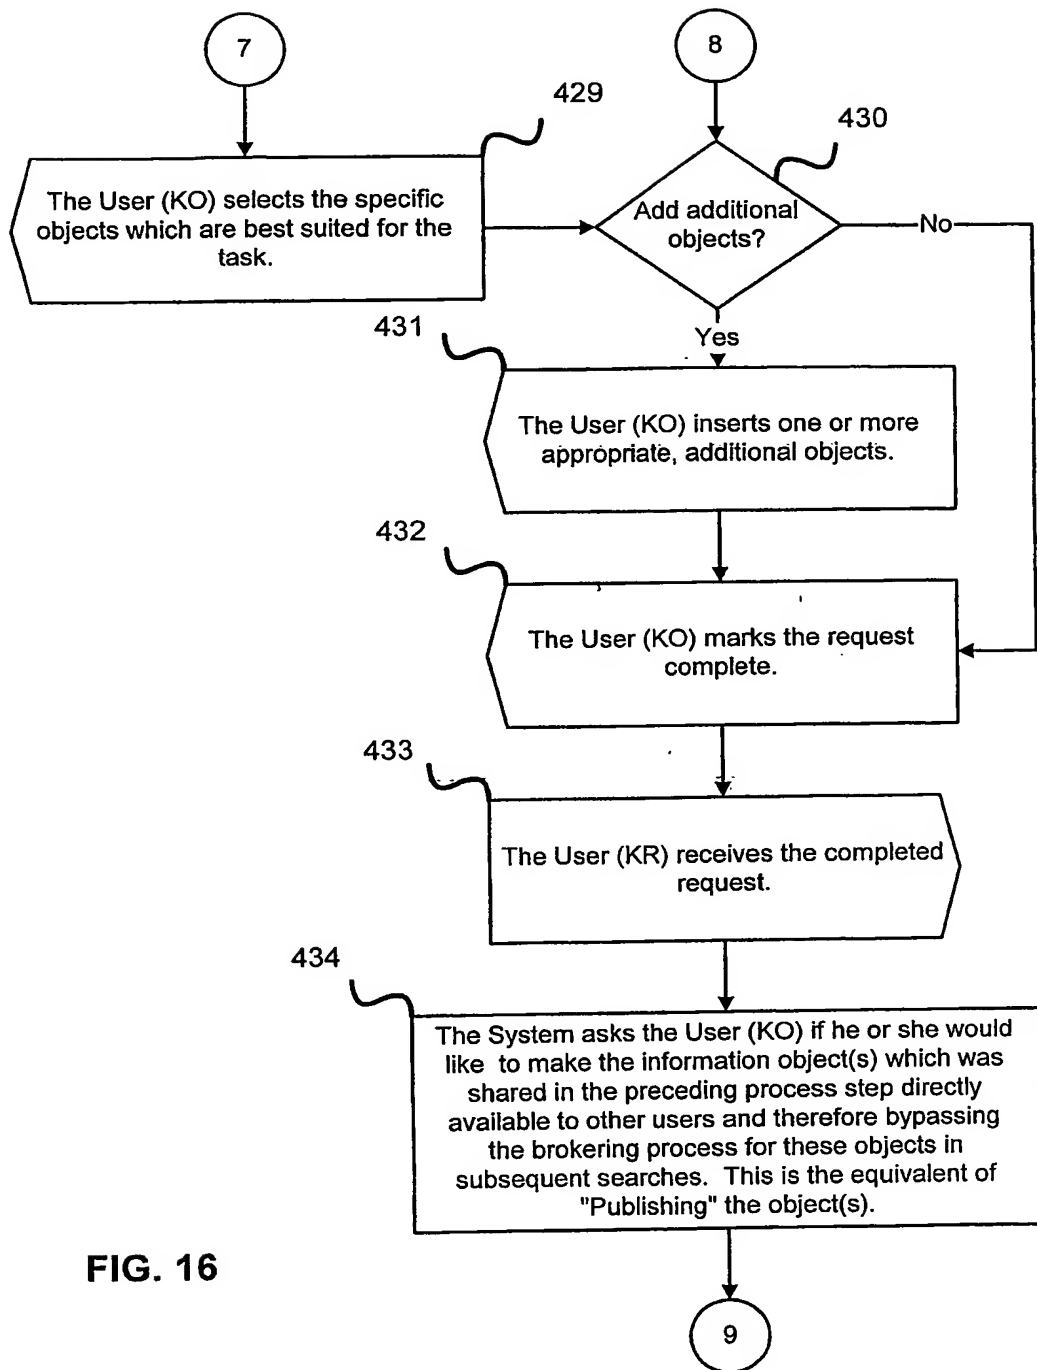 7
8
429
430
The User (KO) selects the specific
objects which are best suited for the
task.
Add additional
objects?
No
Yes
431
The User (KO) inserts one or more
appropriate, additional objects.
432
The User (KO) marks the request
complete.
433
The User (KR) receives the completed
request.
434
The System asks the User (KO) if he or she would
like to make the information object(s) which was
shared in the preceding process step directly
available to other users and therefore bypassing
the brokering process for these objects in
subsequent searches. This is the equivalent of
"Publishing" the object(s).
FIG. 16
9